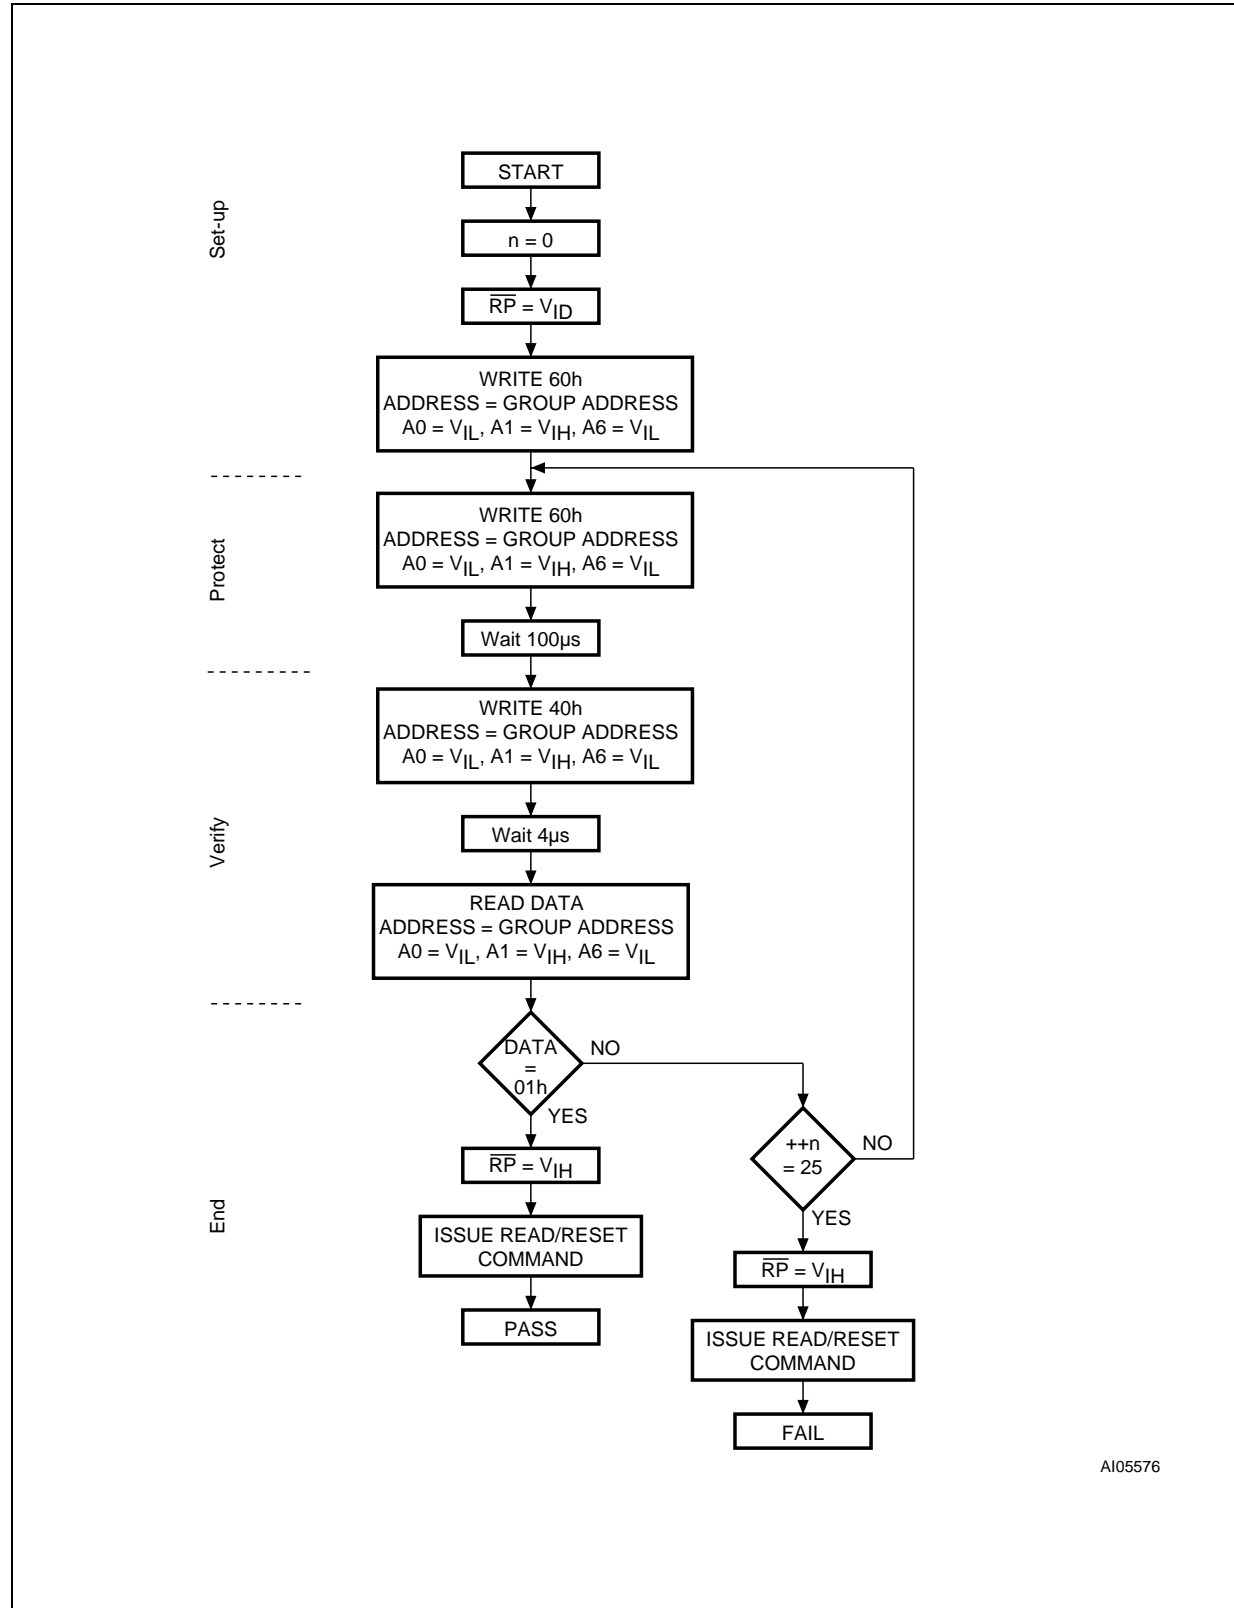 Set-up
START
n = 0
R̅P̅ = VID
WRITE 60h
ADDRESS = GROUP ADDRESS
A0 = VIL, A1 = VIH, A6 = VIL
Protect
WRITE 60h
ADDRESS = GROUP ADDRESS
A0 = VIL, A1 = VIH, A6 = VIL
Wait 100µs
Verify
WRITE 40h
ADDRESS = GROUP ADDRESS
A0 = VIL, A1 = VIH, A6 = VIL
Wait 4µs
READ DATA
ADDRESS = GROUP ADDRESS
A0 = VIL, A1 = VIH, A6 = VIL
End
DATA
=
01h
NO
YES
R̅P̅ = VIH
ISSUE READ/RESET
COMMAND
PASS
++n
= 25
NO
YES
R̅P̅ = VIH
ISSUE READ/RESET
COMMAND
FAIL
AI05576